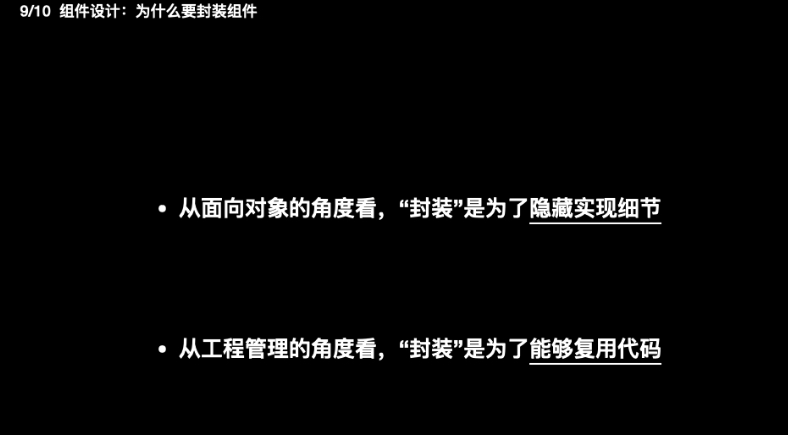 9/10 组件设计：为什么要封装组件
• 从面向对象的角度看，“封装”是为了隐藏实现细节
• 从工程管理的角度看，“封装”是为了能够复用代码